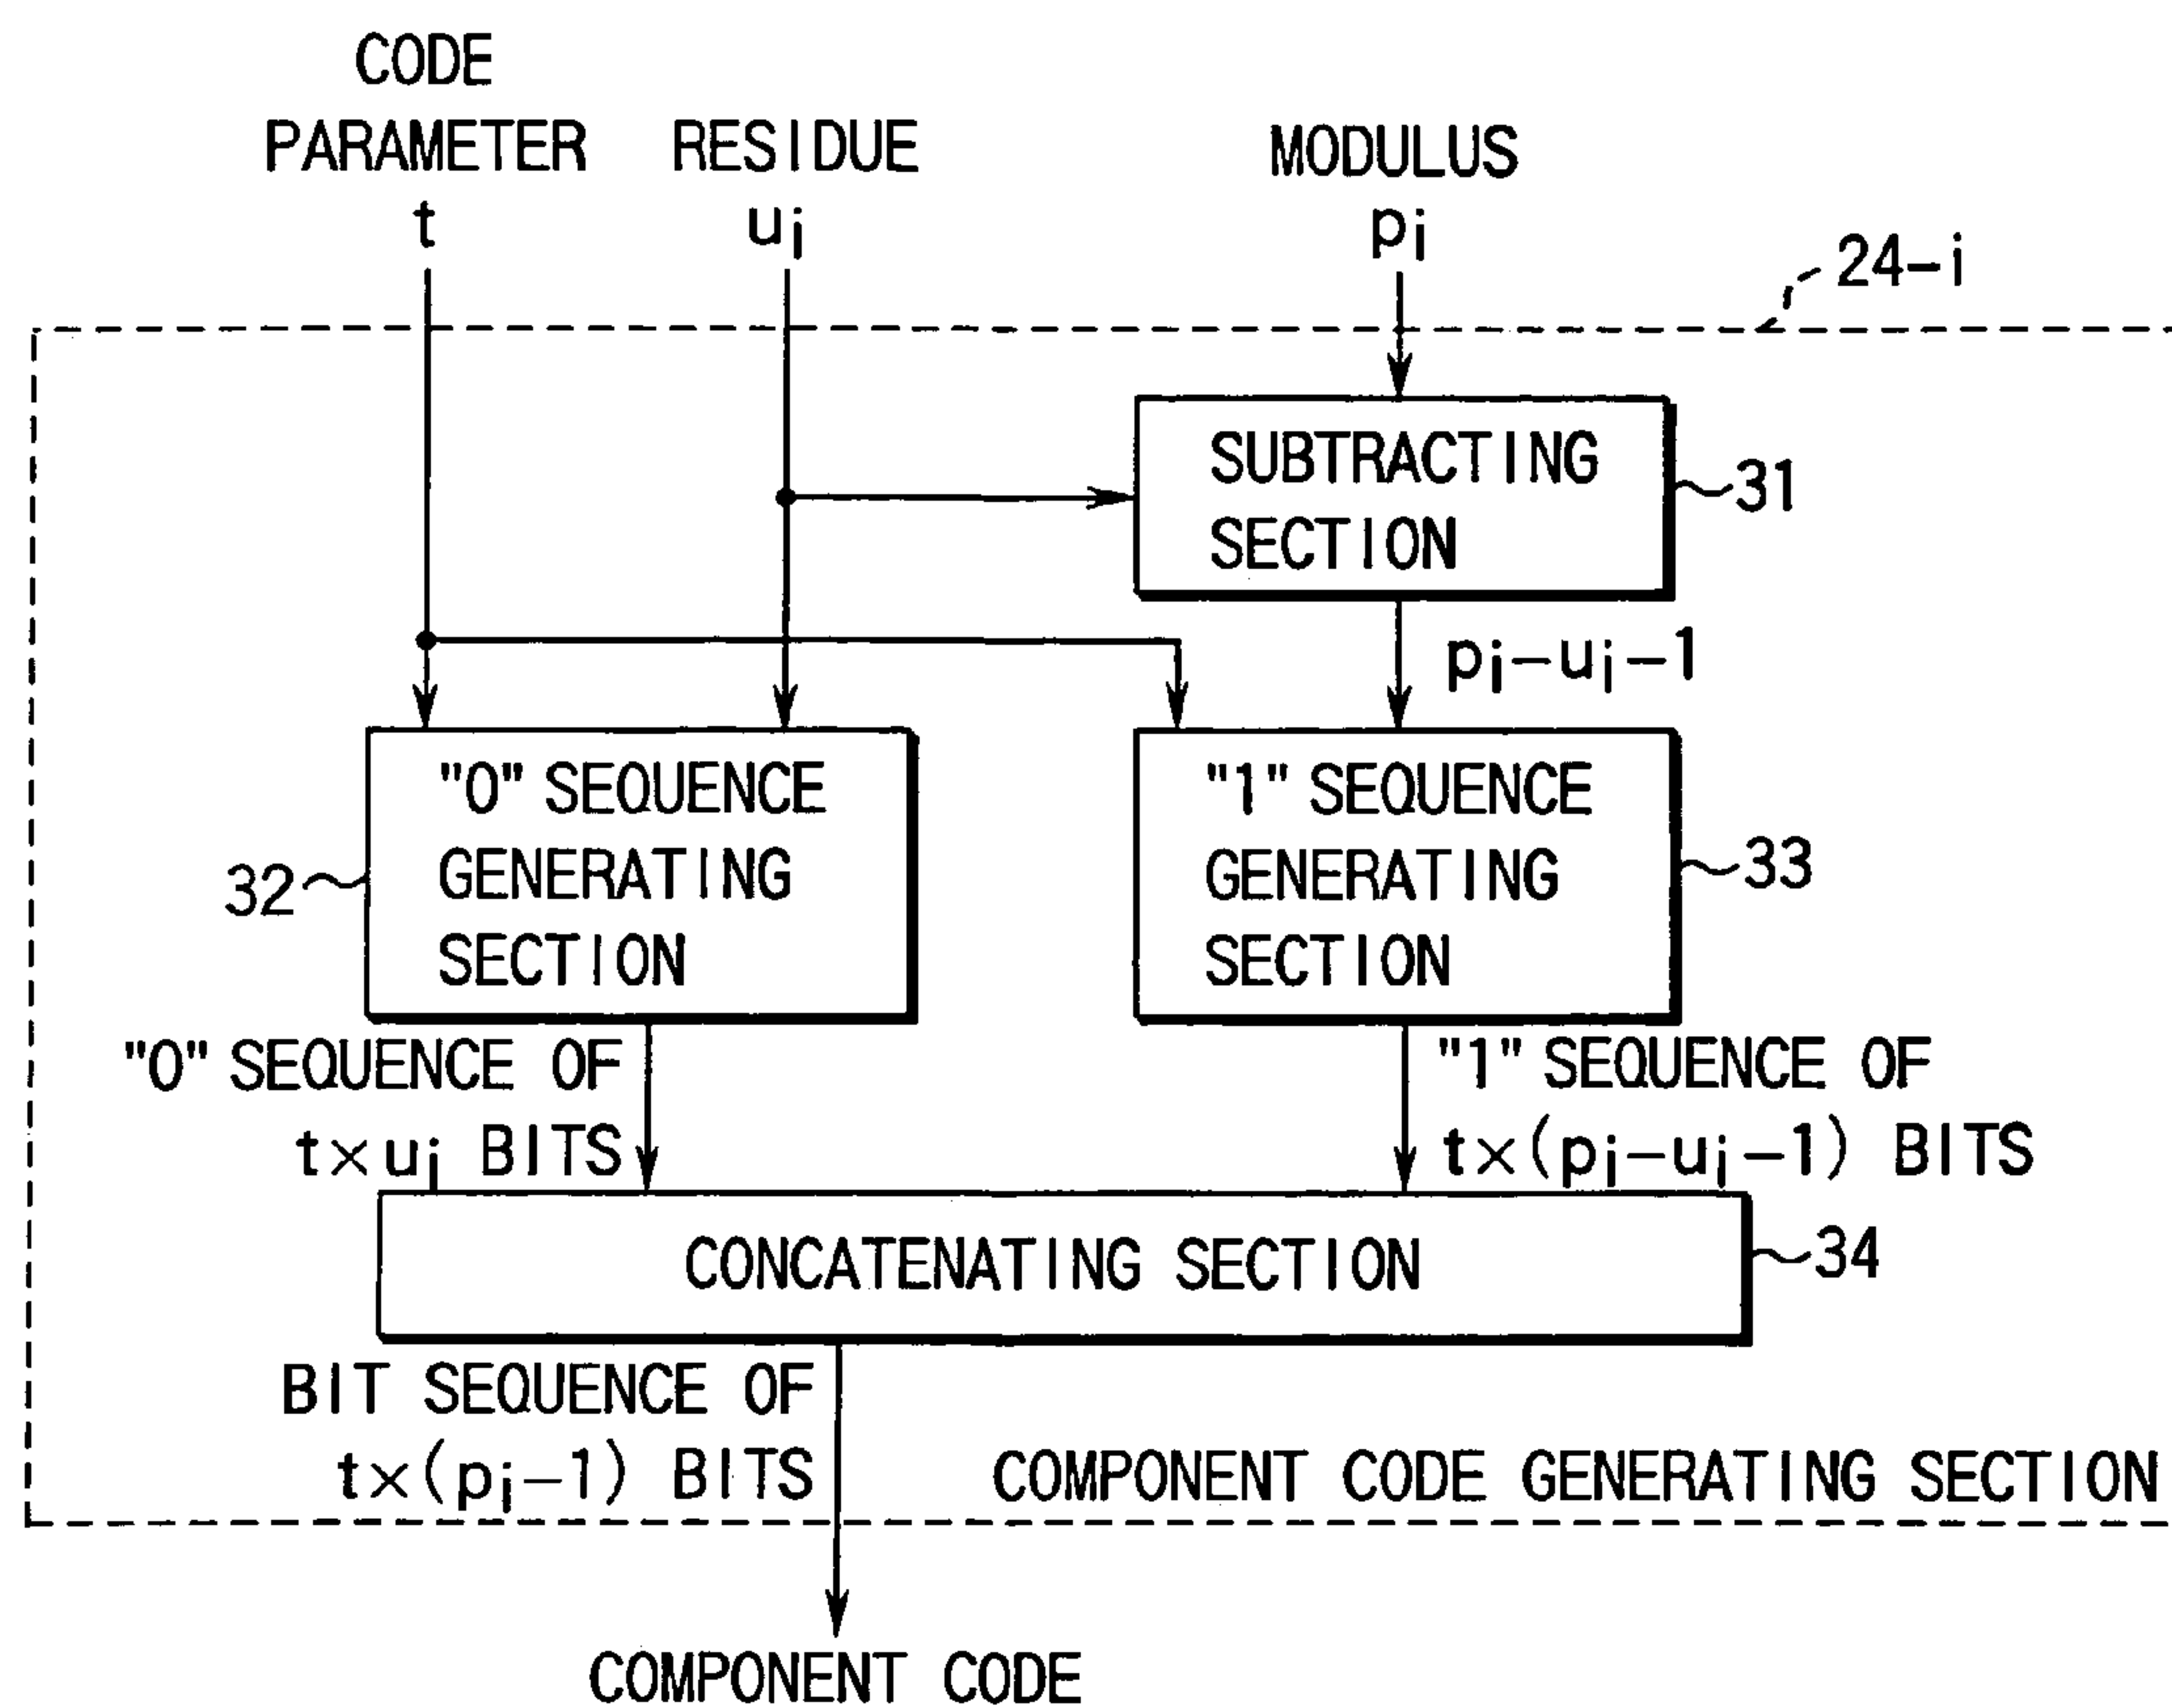 CODE
PARAMETER
t
RESIDUE
ui
MODULUS
pi
24-i
SUBTRACTING
SECTION
31
pi-ui-1
"0" SEQUENCE
GENERATING
SECTION
32
"1" SEQUENCE
GENERATING
SECTION
33
"0" SEQUENCE OF
t×ui BITS
"1" SEQUENCE OF
t×(pi-ui-1) BITS
CONCATENATING SECTION
34
BIT SEQUENCE OF
t×(pi-1) BITS
COMPONENT CODE GENERATING SECTION
COMPONENT CODE